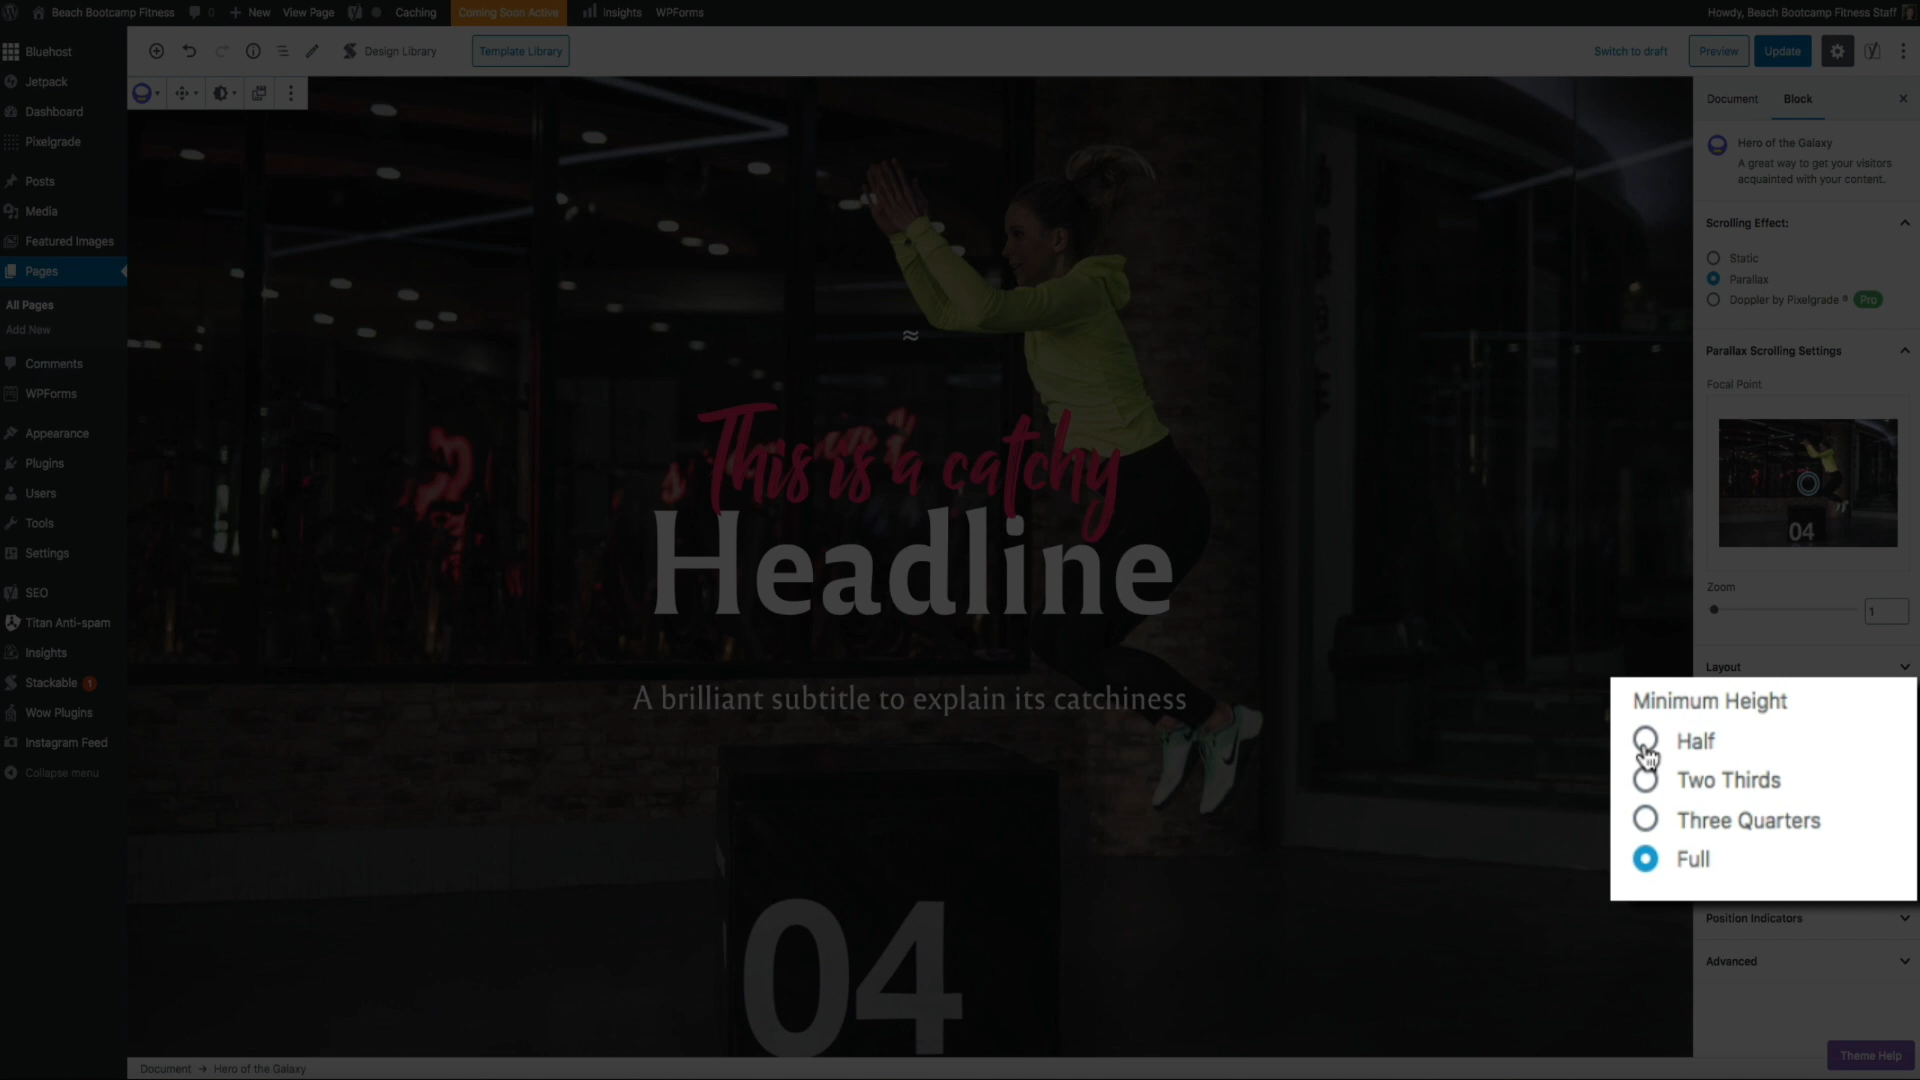 Beach Bootcamp Fitness 0 New View Page Caching Coming Soon Active Insights WPForms Howdy, Beach Bootcamp Fitness Staff
Bluehost
Jetpack
Dashboard
Pixelgrade
Posts
Media
Featured Images
Pages
All Pages
Add New
Comments
WPForms
Appearance
Plugins
Users
Tools
Settings
SEO
Titan Anti-spam
Insights
Stackable 1
Wow Plugins
Instagram Feed
Collapse menu
Design Library Template Library Switch to draft Preview Update
This is a catchy
Headline
A brilliant subtitle to explain its catchiness
04
Document → Hero of the Galaxy
Document Block
Hero of the Galaxy
A great way to get your visitors
acquainted with your content.
Scrolling Effect:
Static
Parallax
Doppler by Pixelgrade ® Pro
Parallax Scrolling Settings
Focal Point
04
Zoom
1
Layout
Minimum Height
Half
Two Thirds
Three Quarters
Full
Position Indicators
Advanced
Theme Help